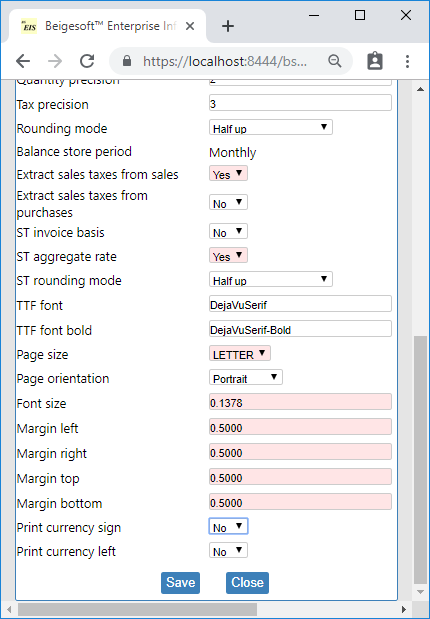 EIS Beigesoft™ Enterprise Inf
https://localhost:8444/bs...
Quantity precision 2
Tax precision 3
Rounding mode Half up
Balance store period Monthly
Extract sales taxes from sales Yes
Extract sales taxes from
purchases No
ST invoice basis No
ST aggregate rate Yes
ST rounding mode Half up
TTF font DejaVuSerif
TTF font bold DejaVuSerif-Bold
Page size LETTER
Page orientation Portrait
Font size 0.1378
Margin left 0.5000
Margin right 0.5000
Margin top 0.5000
Margin bottom 0.5000
Print currency sign No
Print currency left No
Save Close